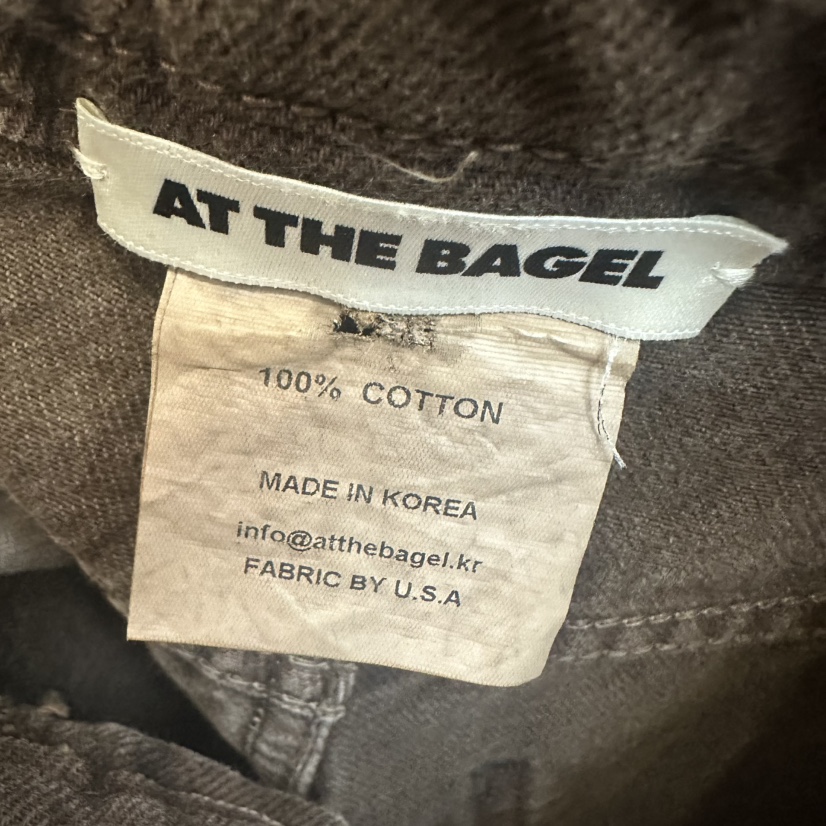 AT THE BAGEL
100% COTTON
MADE IN KOREA
info@atthebagel.kr
FABRIC BY U.S.A